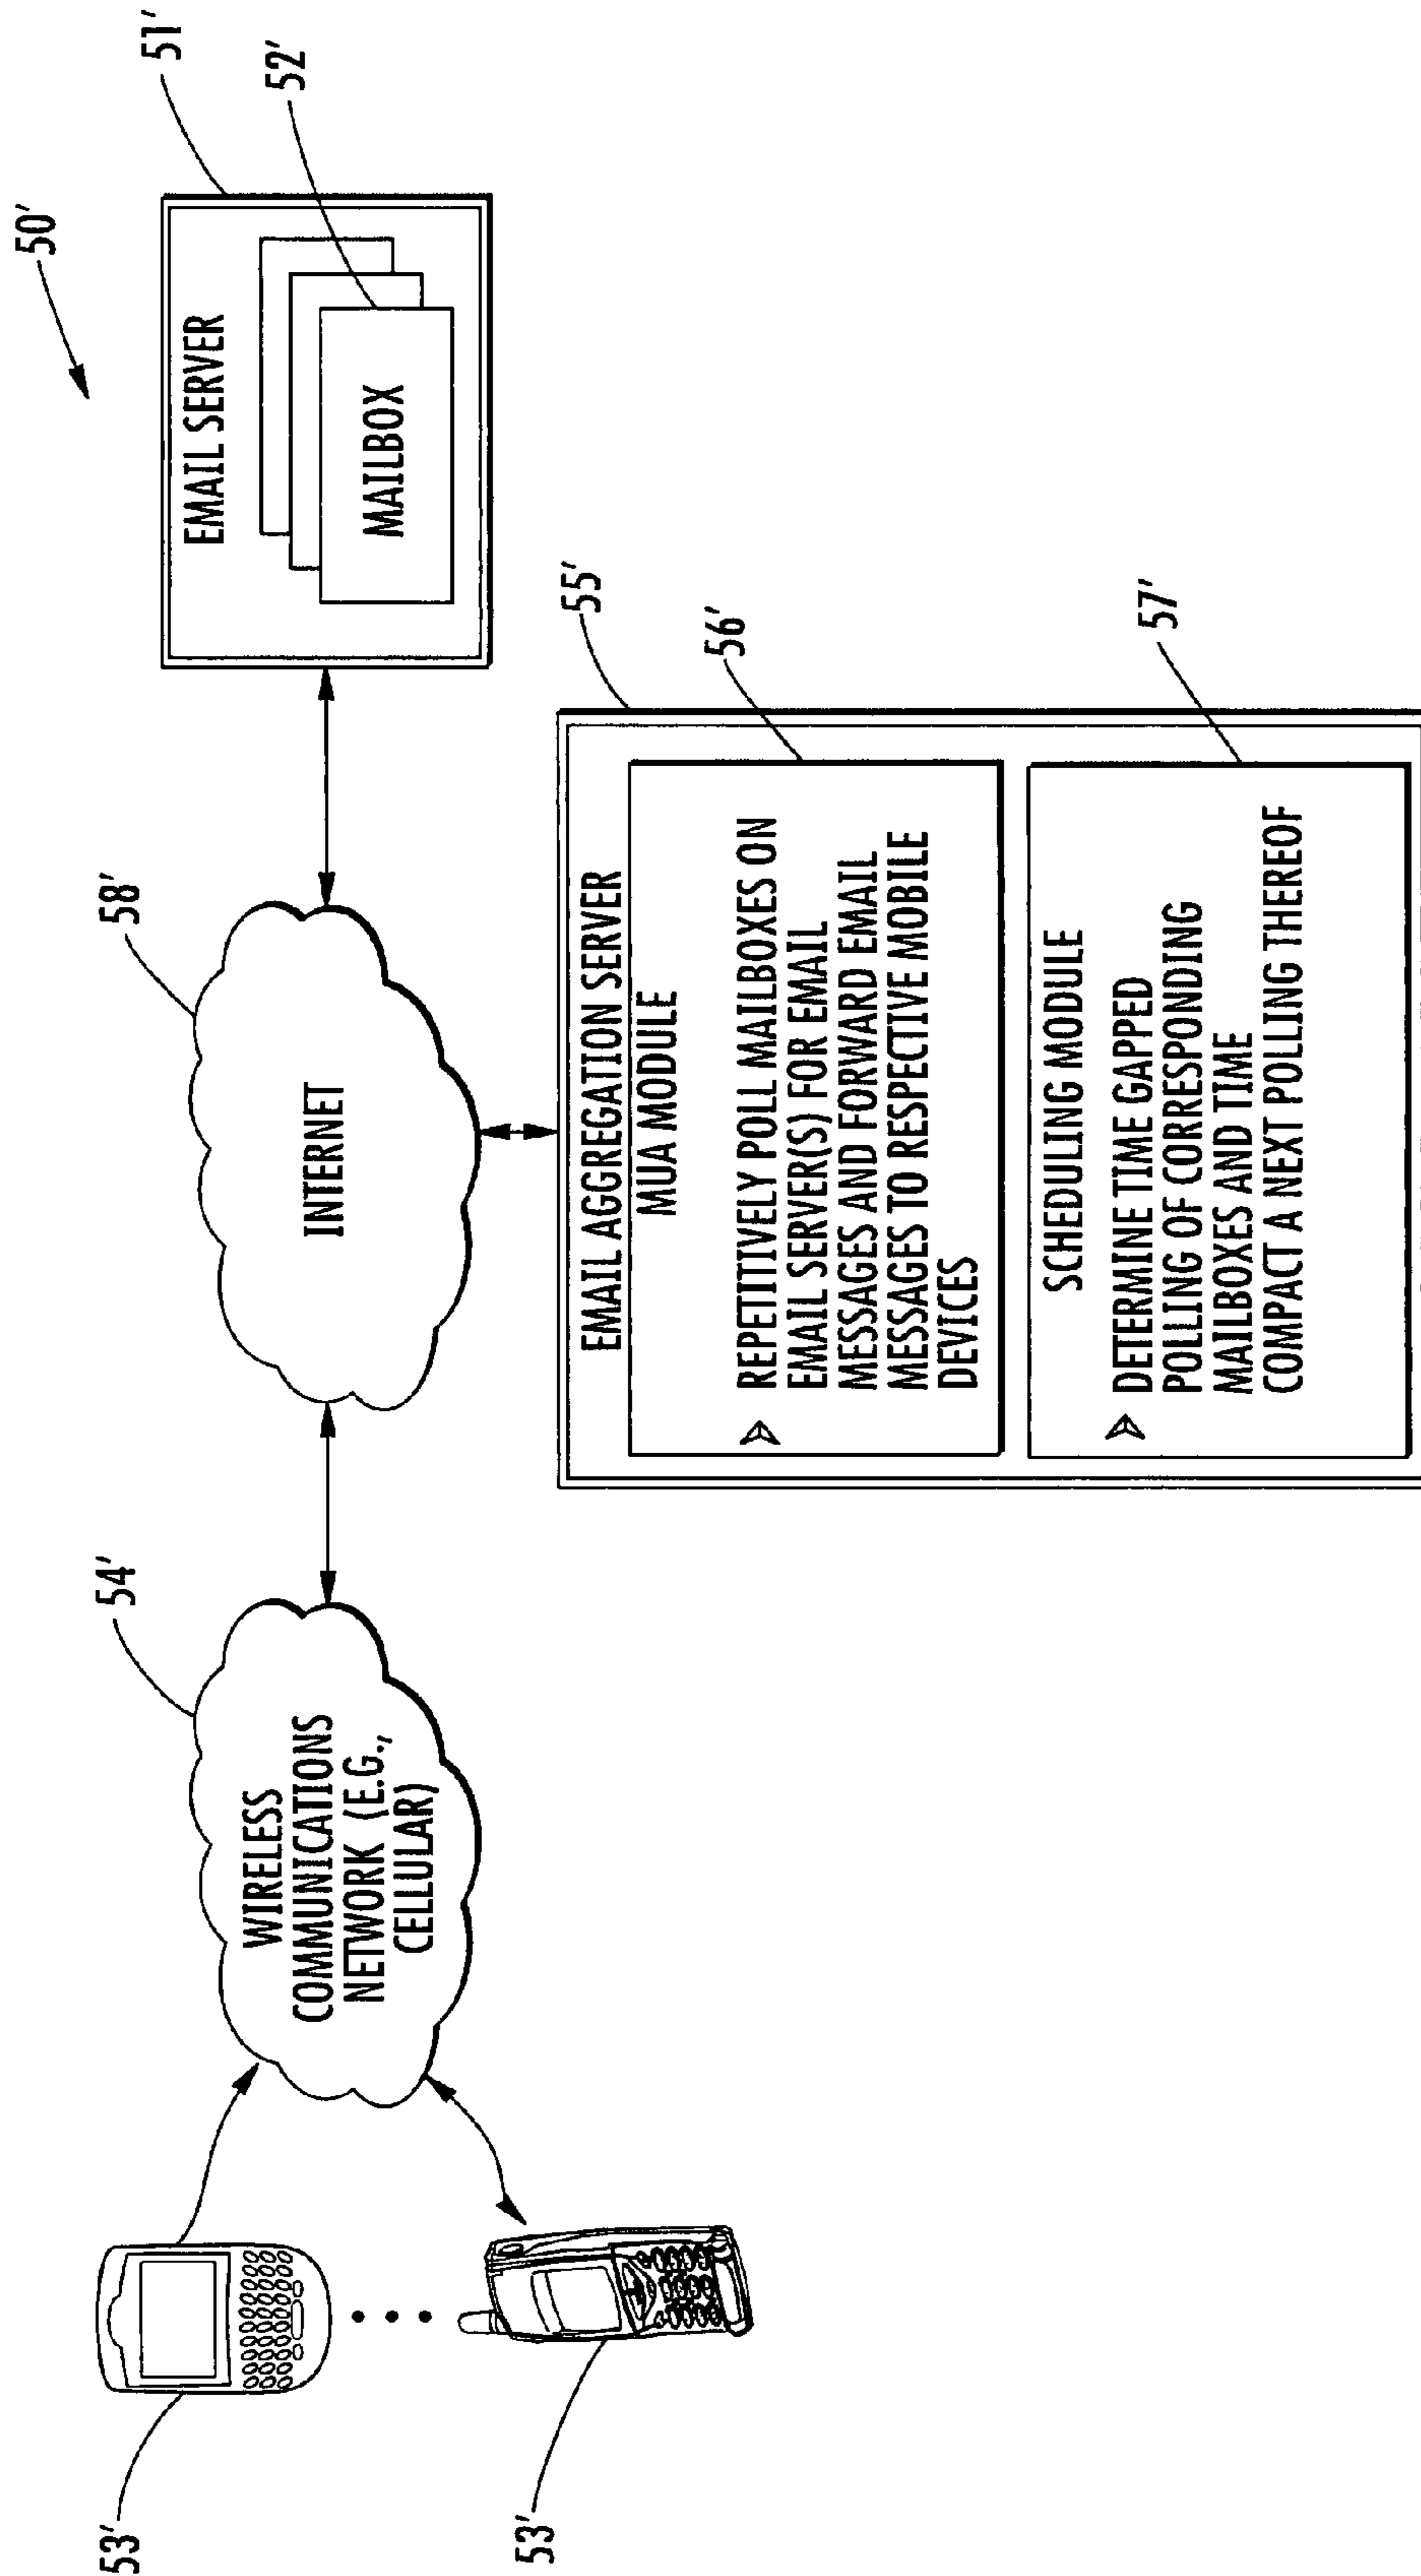 50'
51'
EMAIL SERVER
52'
MAILBOX
58'
INTERNET
54'
WIRELESS
COMMUNICATIONS
NETWORK (E.G.,
CELLULAR)
53'
53'
55'
EMAIL AGGREGATION SERVER
56'
MUA MODULE
➢ REPETITIVELY POLL MAILBOXES ON
EMAIL SERVER(S) FOR EMAIL
MESSAGES AND FORWARD EMAIL
MESSAGES TO RESPECTIVE MOBILE
DEVICES
57'
SCHEDULING MODULE
➢ DETERMINE TIME GAPPED
POLLING OF CORRESPONDING
MAILBOXES AND TIME
COMPACT A NEXT POLLING THEREOF